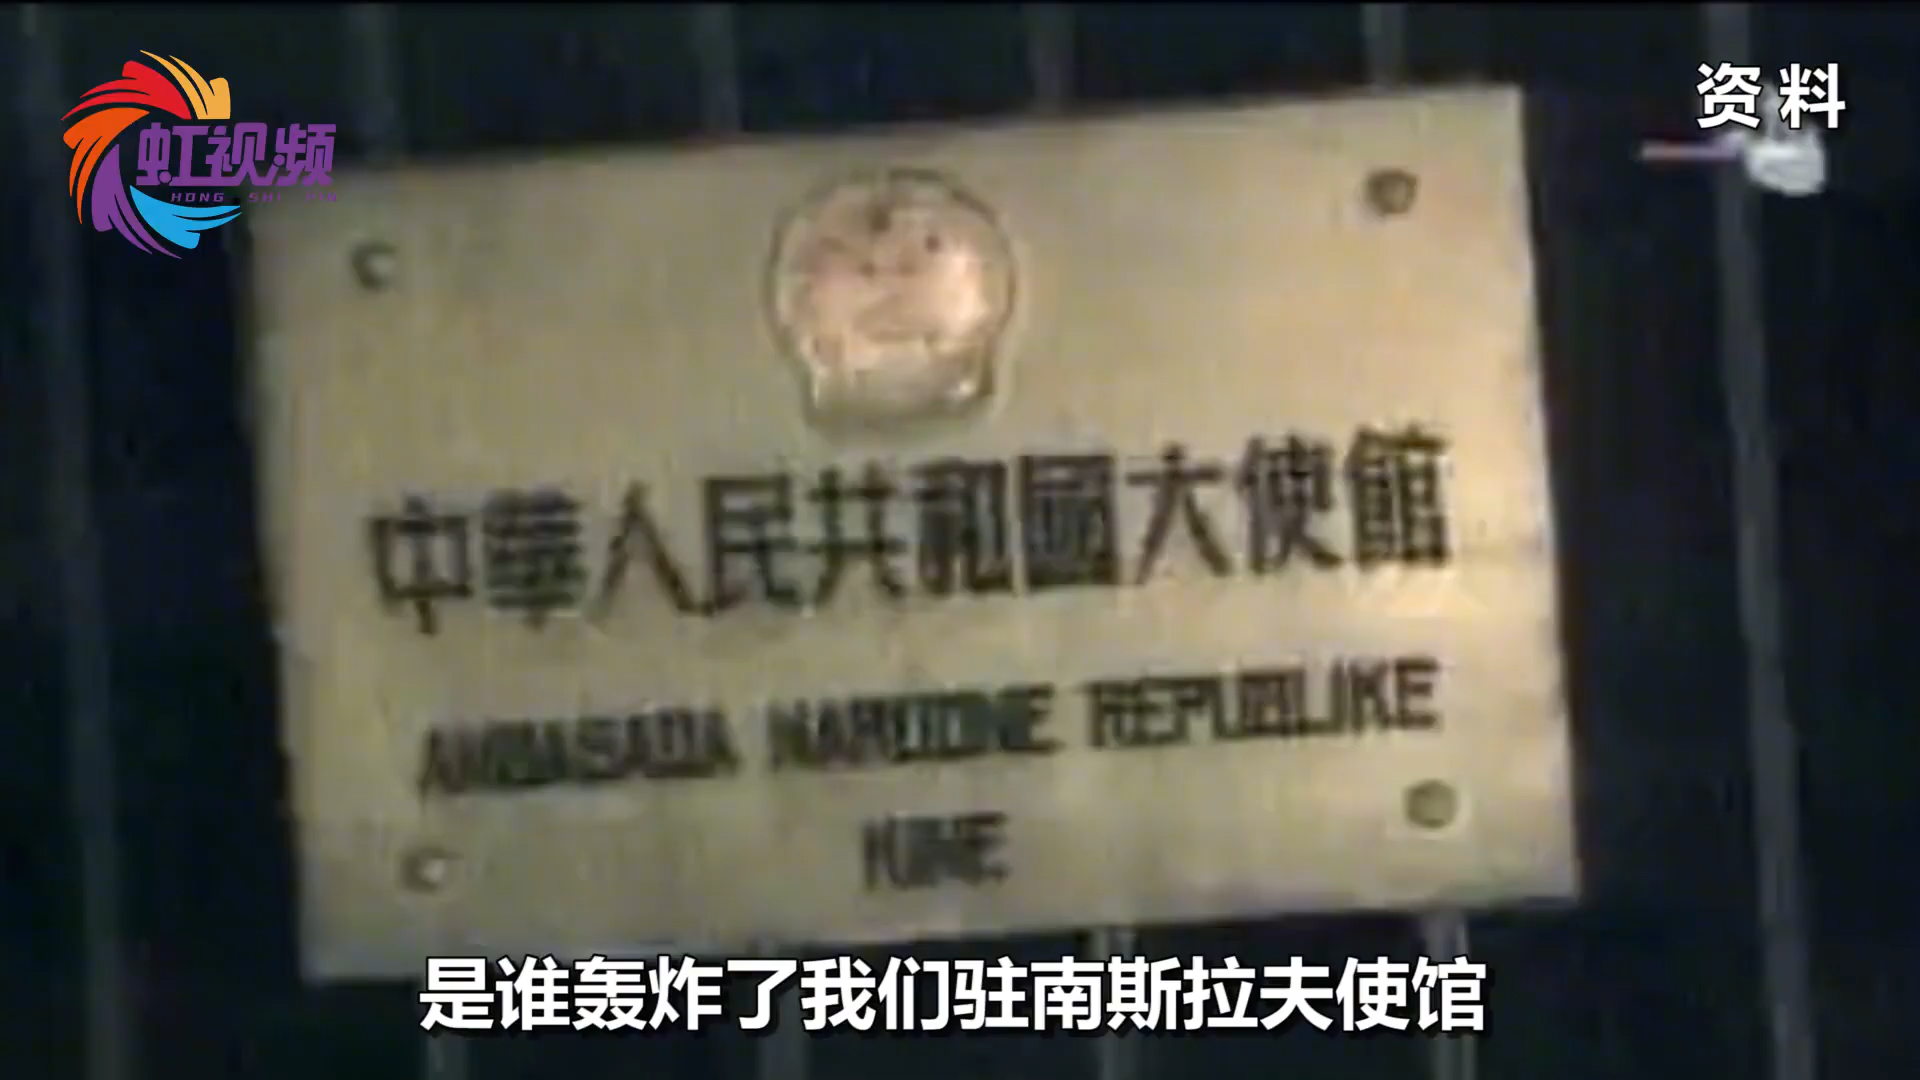 虹视频
HONG SHI PIN
资料
中華人民共和國大使館
AMBASADA NARODNE REPUBLIKE
KINE
是谁轰炸了我们驻南斯拉夫使馆